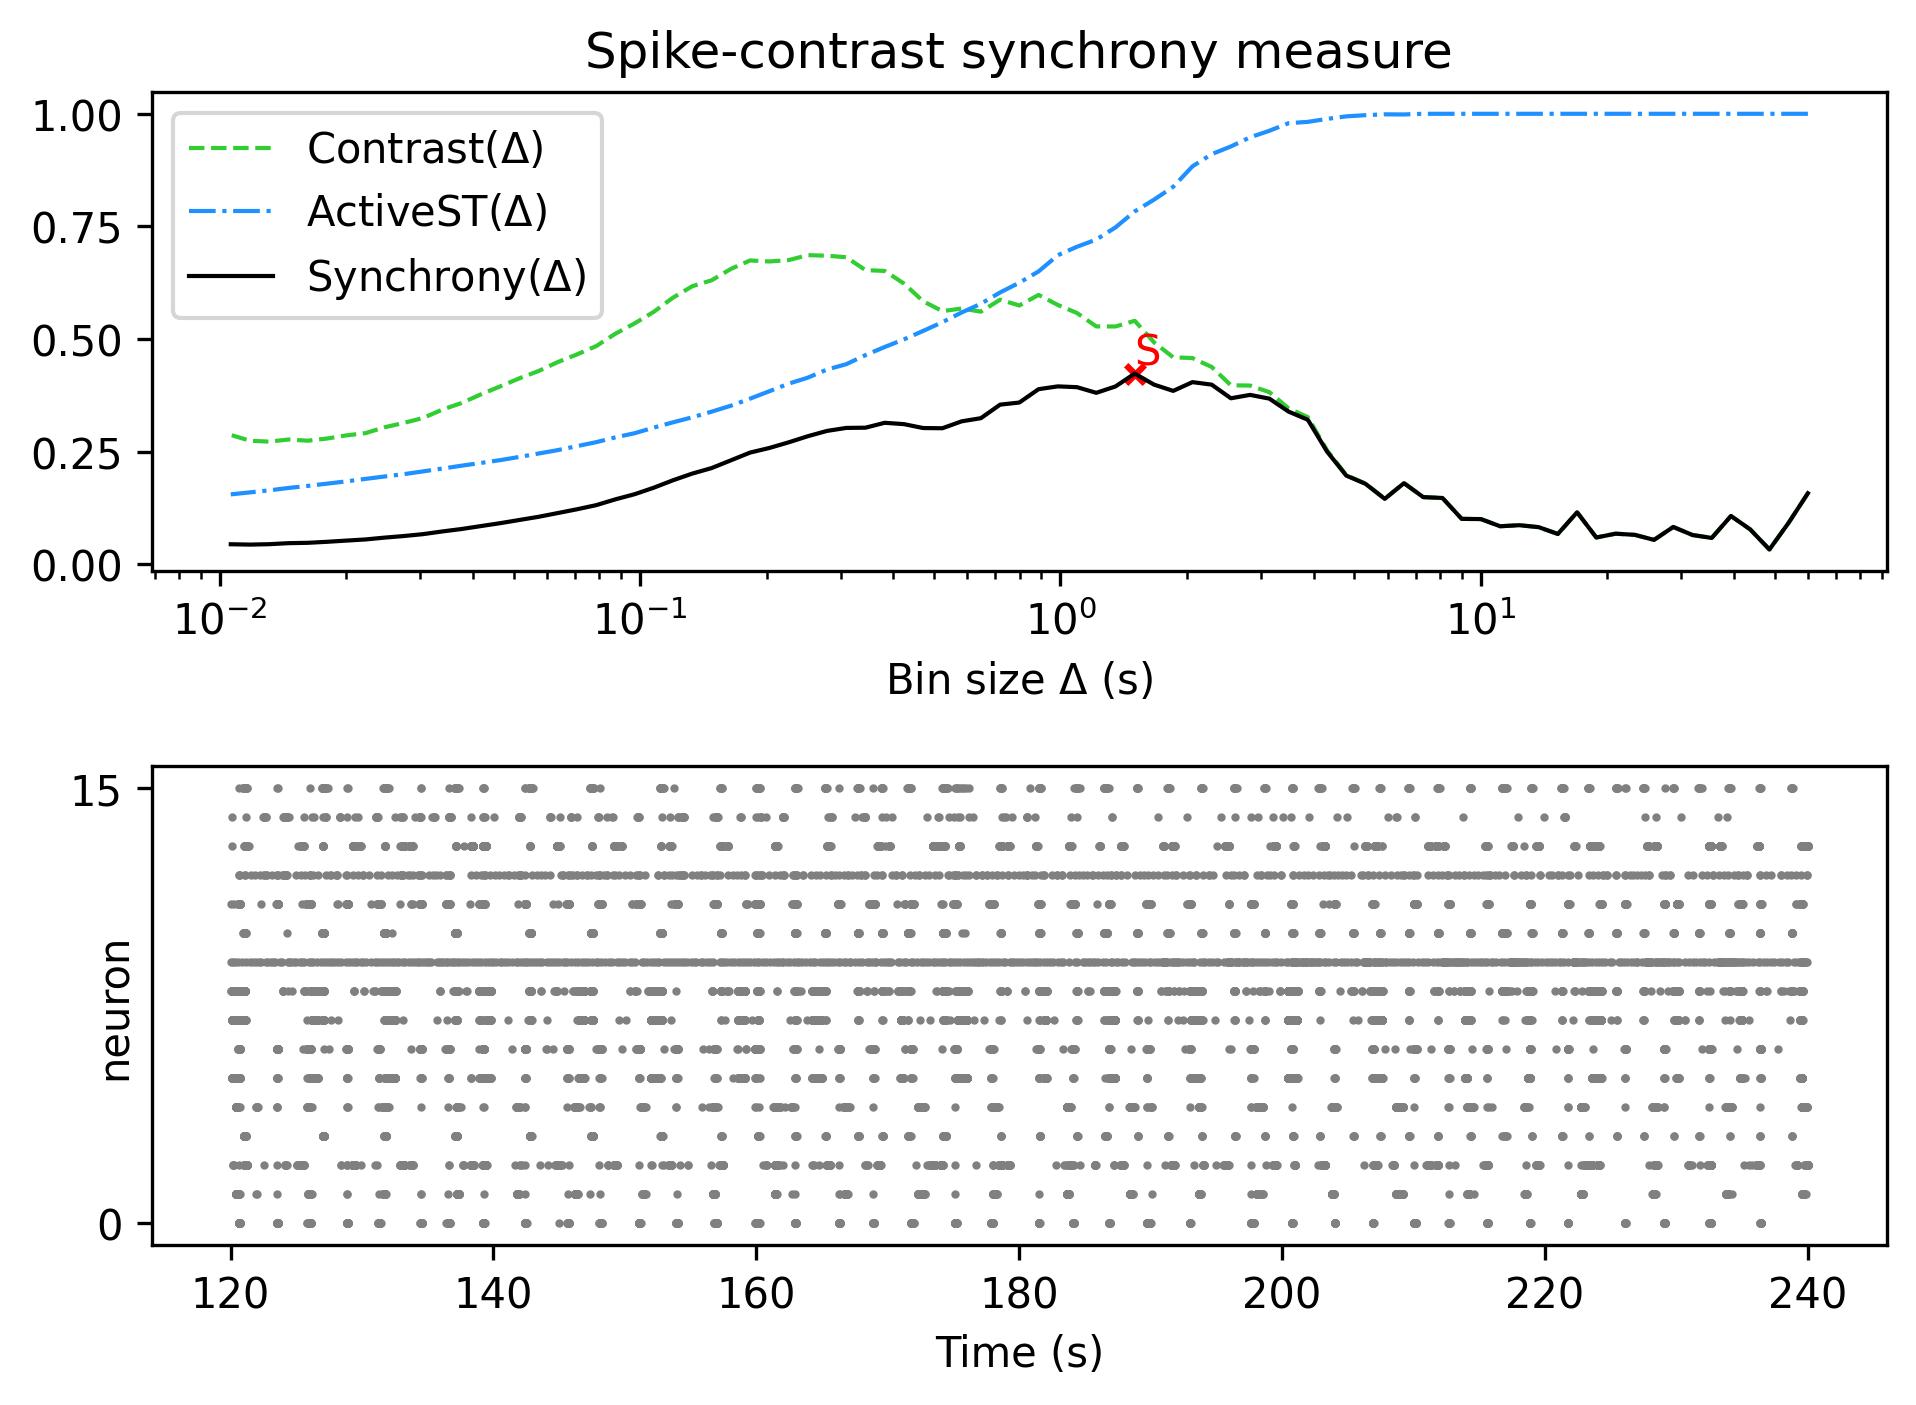 Spike-contrast synchrony measure
1.00
0.75
0.50
0.25
0.00
Contrast(Δ)
ActiveST(Δ)
Synchrony(Δ)
S
10⁻² 10⁻¹ 10⁰ 10¹
Bin size Δ (s)
15
0
neuron
120 140 160 180 200 220 240
Time (s)